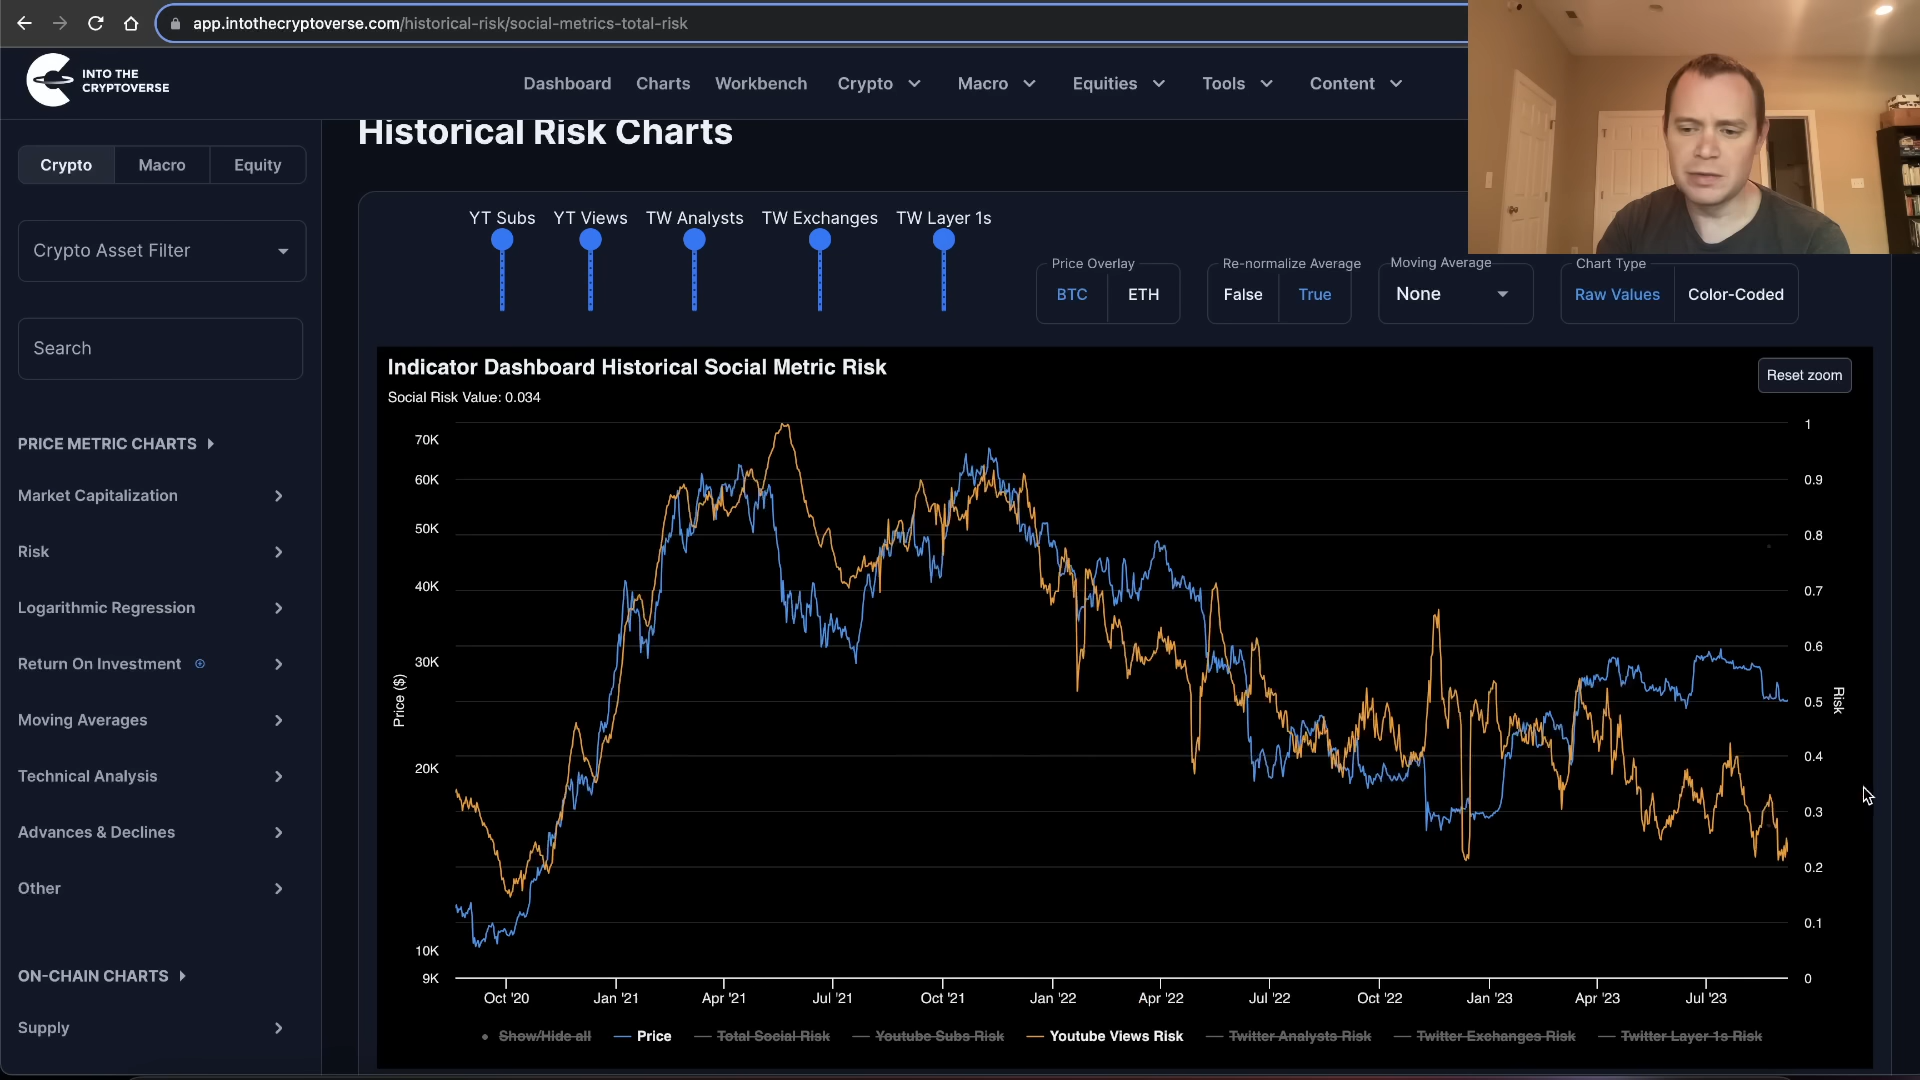 app.intothecryptoverse.com/historical-risk/social-metrics-total-risk
INTO THE
CRYPTOVERSE
Dashboard Charts Workbench Crypto Macro Equities Tools Content
Historical Risk Charts
Crypto Macro Equity
Crypto Asset Filter
Search
PRICE METRIC CHARTS
Market Capitalization
Risk
Logarithmic Regression
Return On Investment
Moving Averages
Technical Analysis
Advances & Declines
Other
ON-CHAIN CHARTS
Supply
YT Subs YT Views TW Analysts TW Exchanges TW Layer 1s
Price Overlay
BTC ETH
Re-normalize Average
False True
Moving Average
None
Chart Type
Raw Values Color-Coded
Indicator Dashboard Historical Social Metric Risk
Social Risk Value: 0.034
Reset zoom
70K
60K
50K
40K
30K
20K
10K
9K
Price ($)
1
0.9
0.8
0.7
0.6
0.5
0.4
0.3
0.2
0.1
0
Risk
Oct '20 Jan '21 Apr '21 Jul '21 Oct '21 Jan '22 Apr '22 Jul '22 Oct '22 Jan '23 Apr '23 Jul '23
Show/Hide all Price Total Social Risk Youtube Subs Risk Youtube Views Risk Twitter Analysts Risk Twitter Exchanges Risk Twitter Layer 1s Risk